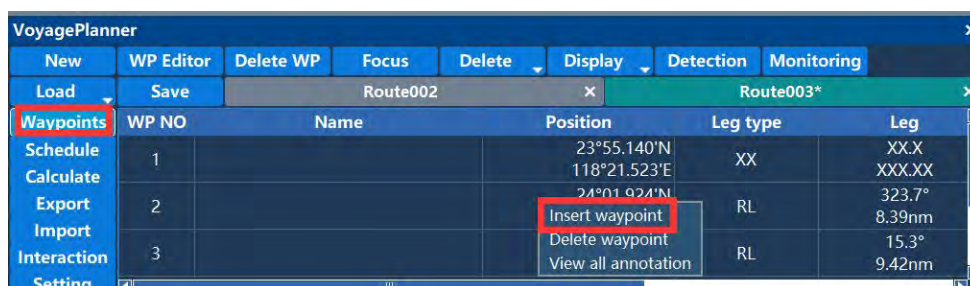 VoyagePlanner
New WP Editor Delete WP Focus Delete Display Detection Monitoring
Load Save Route002 × Route003* ×
Waypoints WP NO Name Position Leg type Leg
Schedule
Calculate
Export
Import
Interaction
Setting
1 23°55.140'N 118°21.523'E XX XX.X XXX.XX
2 24°01.924'N RL 323.7° 8.39nm
3 RL 15.3° 9.42nm
Insert waypoint
Delete waypoint
View all annotation